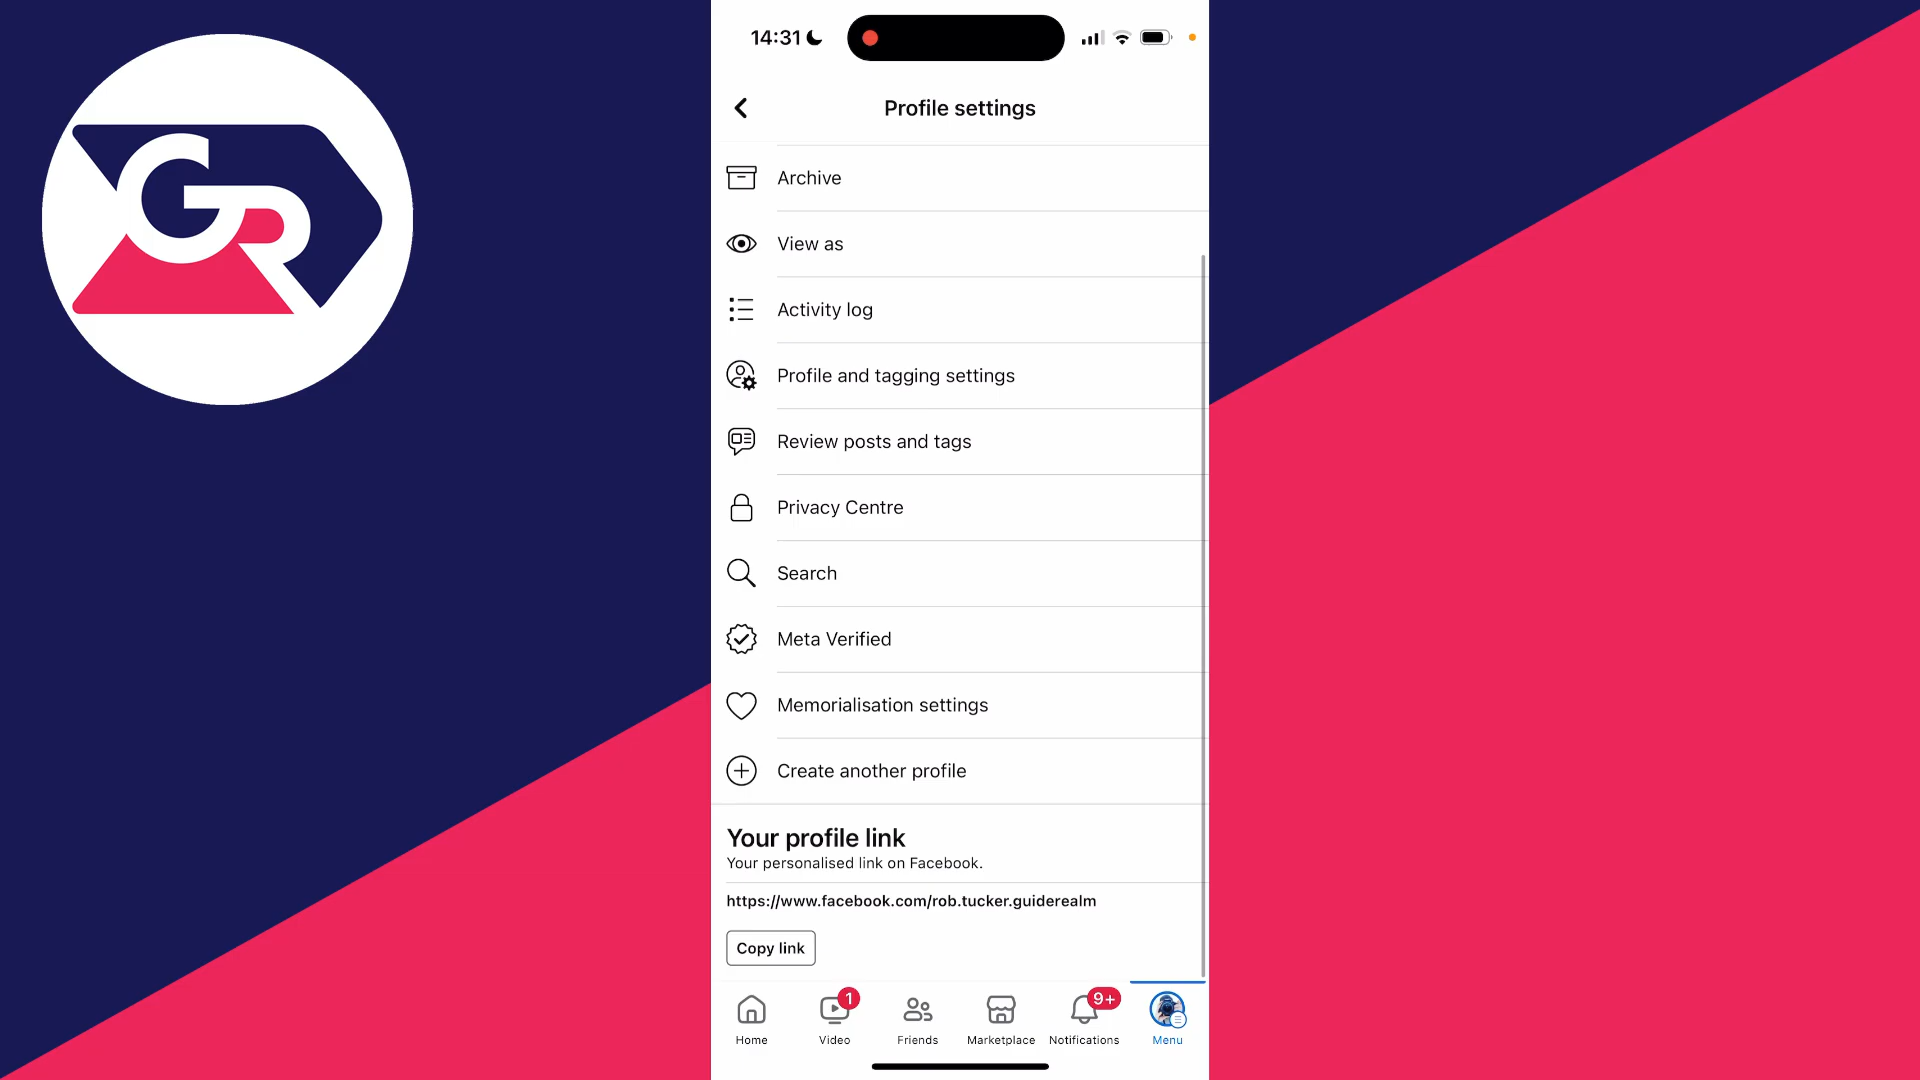 GR
14:31
Profile settings
Archive
View as
Activity log
Profile and tagging settings
Review posts and tags
Privacy Centre
Search
Meta Verified
Memorialisation settings
Create another profile
Your profile link
Your personalised link on Facebook.
https://www.facebook.com/rob.tucker.guiderealm
Copy link
1
9+
Home
Video
Friends
Marketplace
Notifications
Menu